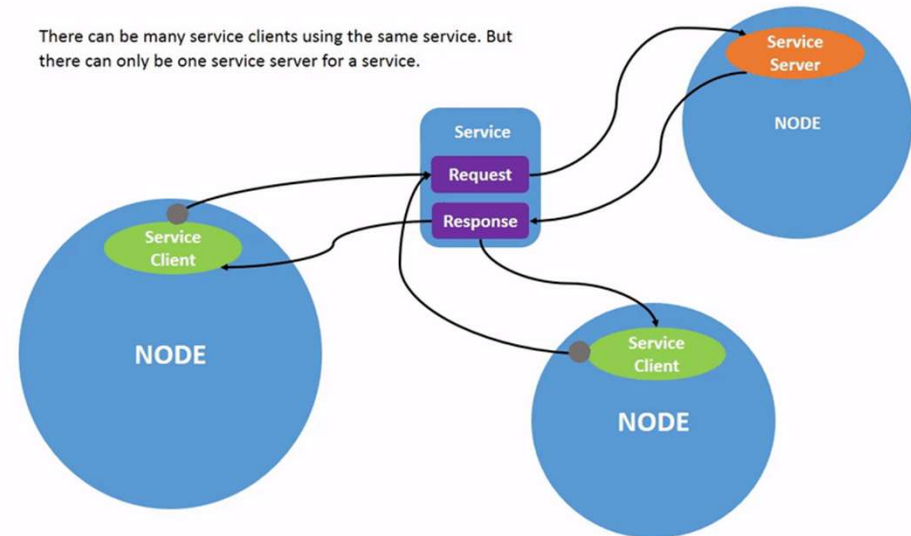 There can be many service clients using the same service. But
there can only be one service server for a service.
Service
Server
NODE
Service
Request
Response
Service
Client
NODE
Service
Client
NODE